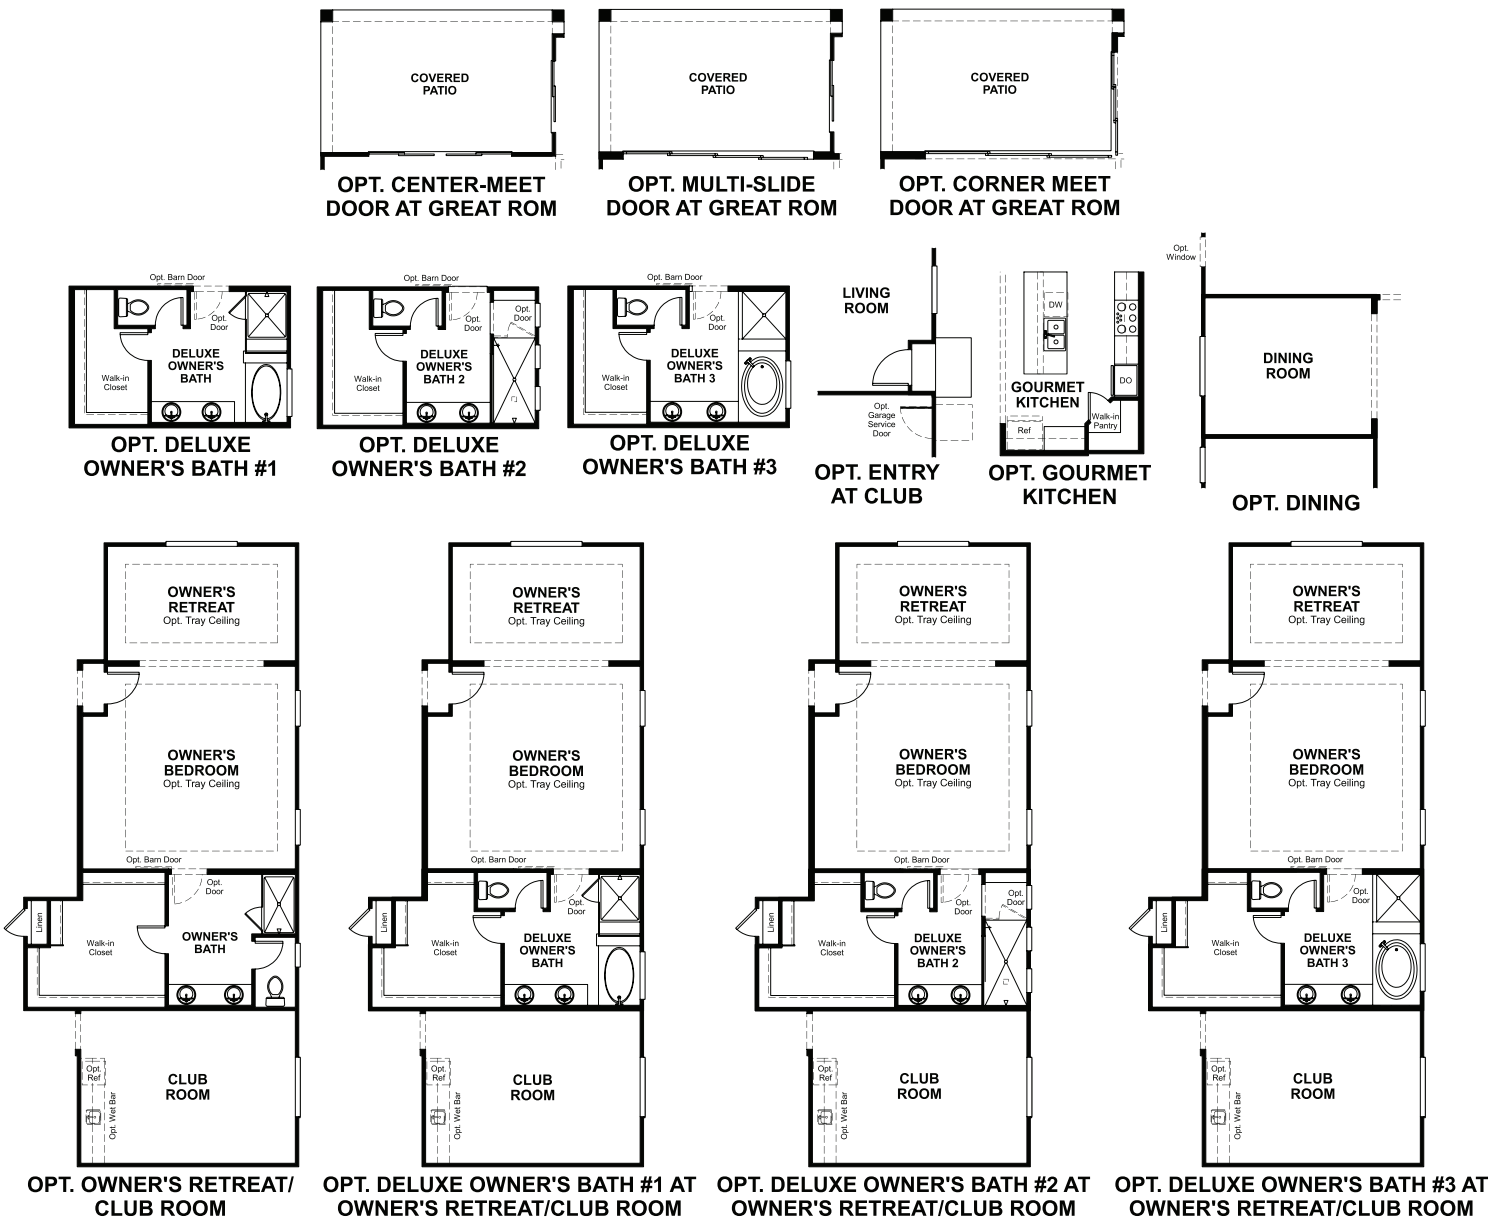 COVERED
PATIO
OPT. CENTER-MEET
DOOR AT GREAT ROM
COVERED
PATIO
OPT. MULTI-SLIDE
DOOR AT GREAT ROM
COVERED
PATIO
OPT. CORNER MEET
DOOR AT GREAT ROM
Opt. Barn Door
Opt.
Door
DELUXE
OWNER'S
BATH
Walk-in
Closet
OPT. DELUXE
OWNER'S BATH #1
Opt. Barn Door
Opt.
Door
Opt.
Door
DELUXE
OWNER'S
BATH 2
Walk-in
Closet
OPT. DELUXE
OWNER'S BATH #2
Opt. Barn Door
Opt.
Door
DELUXE
OWNER'S
BATH 3
Walk-in
Closet
OPT. DELUXE
OWNER'S BATH #3
LIVING
ROOM
Opt.
Garage
Service
Door
OPT. ENTRY
AT CLUB
DW
DO
GOURMET
KITCHEN
Ref
Walk-in
Pantry
OPT. GOURMET
KITCHEN
Opt.
Window
DINING
ROOM
OPT. DINING
OWNER'S
RETREAT
Opt. Tray Ceiling
OWNER'S
BEDROOM
Opt. Tray Ceiling
Opt. Barn Door
Opt.
Door
Linen
Walk-in
Closet
OWNER'S
BATH
Opt.
Ref
Opt. Wet Bar
CLUB
ROOM
OPT. OWNER'S RETREAT/
CLUB ROOM
OWNER'S
RETREAT
Opt. Tray Ceiling
OWNER'S
BEDROOM
Opt. Tray Ceiling
Opt. Barn Door
Opt.
Door
Linen
Walk-in
Closet
DELUXE
OWNER'S
BATH
Opt.
Ref
Opt. Wet Bar
CLUB
ROOM
OPT. DELUXE OWNER'S BATH #1 AT
OWNER'S RETREAT/CLUB ROOM
OWNER'S
RETREAT
Opt. Tray Ceiling
OWNER'S
BEDROOM
Opt. Tray Ceiling
Opt. Barn Door
Opt.
Door
Opt.
Door
Linen
Walk-in
Closet
DELUXE
OWNER'S
BATH 2
Opt.
Ref
Opt. Wet Bar
CLUB
ROOM
OPT. DELUXE OWNER'S BATH #2 AT
OWNER'S RETREAT/CLUB ROOM
OWNER'S
RETREAT
Opt. Tray Ceiling
OWNER'S
BEDROOM
Opt. Tray Ceiling
Opt. Barn Door
Opt.
Door
Linen
Walk-in
Closet
DELUXE
OWNER'S
BATH 3
Opt.
Ref
Opt. Wet Bar
CLUB
ROOM
OPT. DELUXE OWNER'S BATH #3 AT
OWNER'S RETREAT/CLUB ROOM